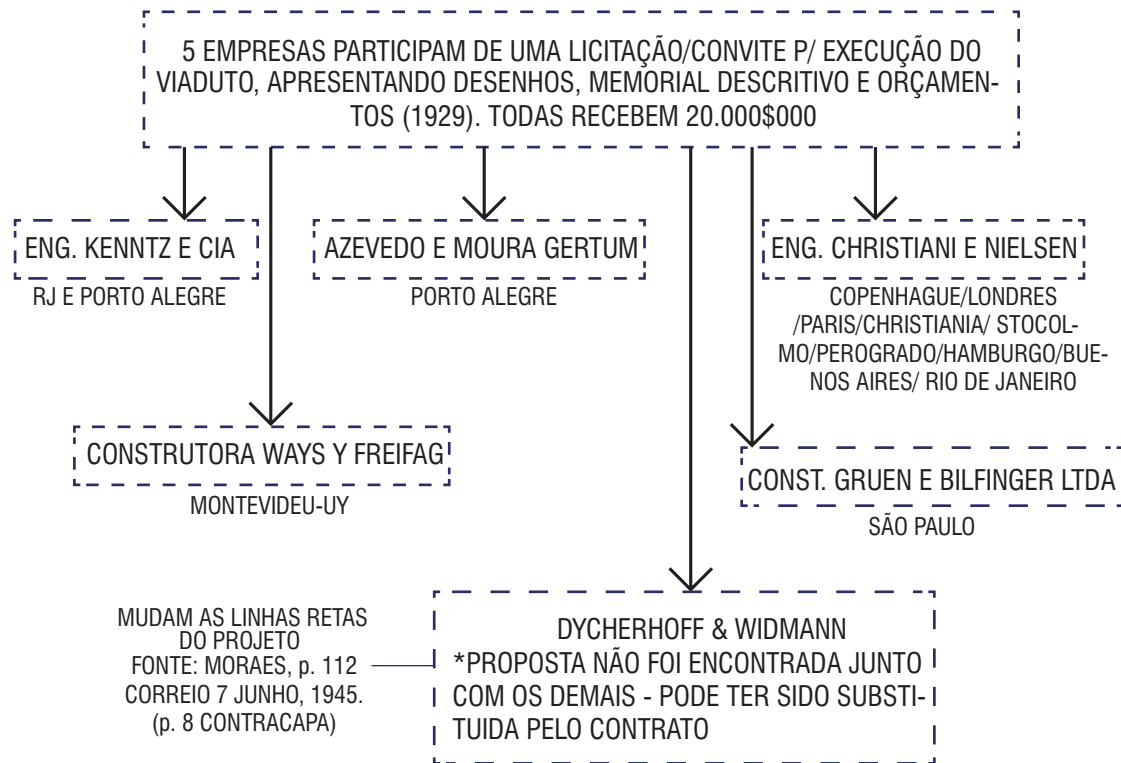 5 EMPRESAS PARTICIPAM DE UMA LICITAÇÃO/CONVITE P/ EXECUÇÃO DO
VIADUTO, APRESENTANDO DESENHOS, MEMORIAL DESCRITIVO E ORÇAMEN-
TOS (1929). TODAS RECEBEM 20.000$000
ENG. KENNTZ E CIA
RJ E PORTO ALEGRE
AZEVEDO E MOURA GERTUM
PORTO ALEGRE
ENG. CHRISTIANI E NIELSEN
COPENHAGUE/LONDRES
/PARIS/CHRISTIANIA/ STOCOL-
MO/PEROGRADO/HAMBURGO/BUE-
NOS AIRES/ RIO DE JANEIRO
CONSTRUTORA WAYS Y FREIFAG
MONTEVIDEU-UY
CONST. GRUEN E BILFINGER LTDA
SÃO PAULO
MUDAM AS LINHAS RETAS
DO PROJETO
FONTE: MORAES, p. 112
CORREIO 7 JUNHO, 1945.
(p. 8 CONTRACAPA)
DYCHERHOFF & WIDMANN
*PROPOSTA NÃO FOI ENCONTRADA JUNTO
COM OS DEMAIS - PODE TER SIDO SUBSTI-
TUIDA PELO CONTRATO